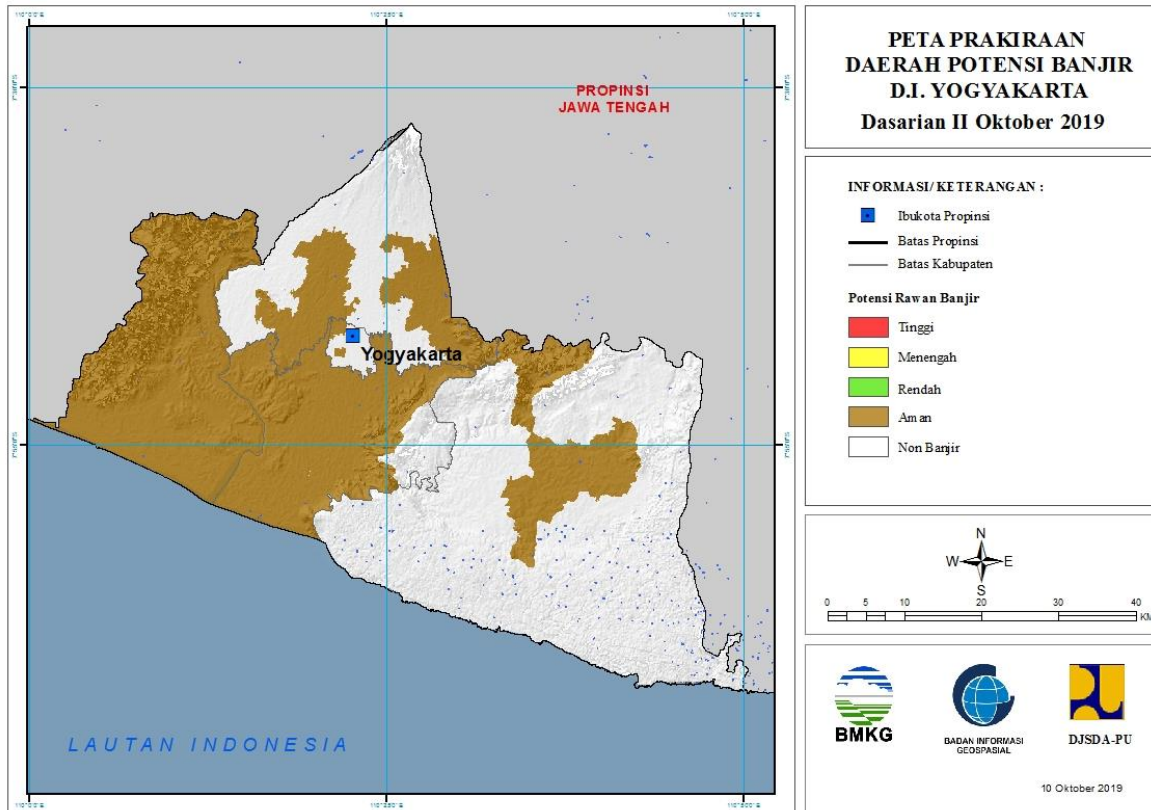 PROPINSI
JAWA TENGAH
Yogyakarta
LAUTAN INDONESIA
PETA PRAKIRAAN
DAERAH POTENSI BANJIR
D.I. YOGYAKARTA
Dasarian II Oktober 2019
INFORMASI/KETERANGAN :
Ibukota Propinsi
Batas Propinsi
Batas Kabupaten
Potensi Rawan Banjir
Tinggi
Menengah
Rendah
Aman
Non Banjir
N
W E
S
0 5 10 20 30 40
KM
BMKG
BADAN INFORMASI
GEOSPASIAL
DJSDA-PU
10 Oktober 2019